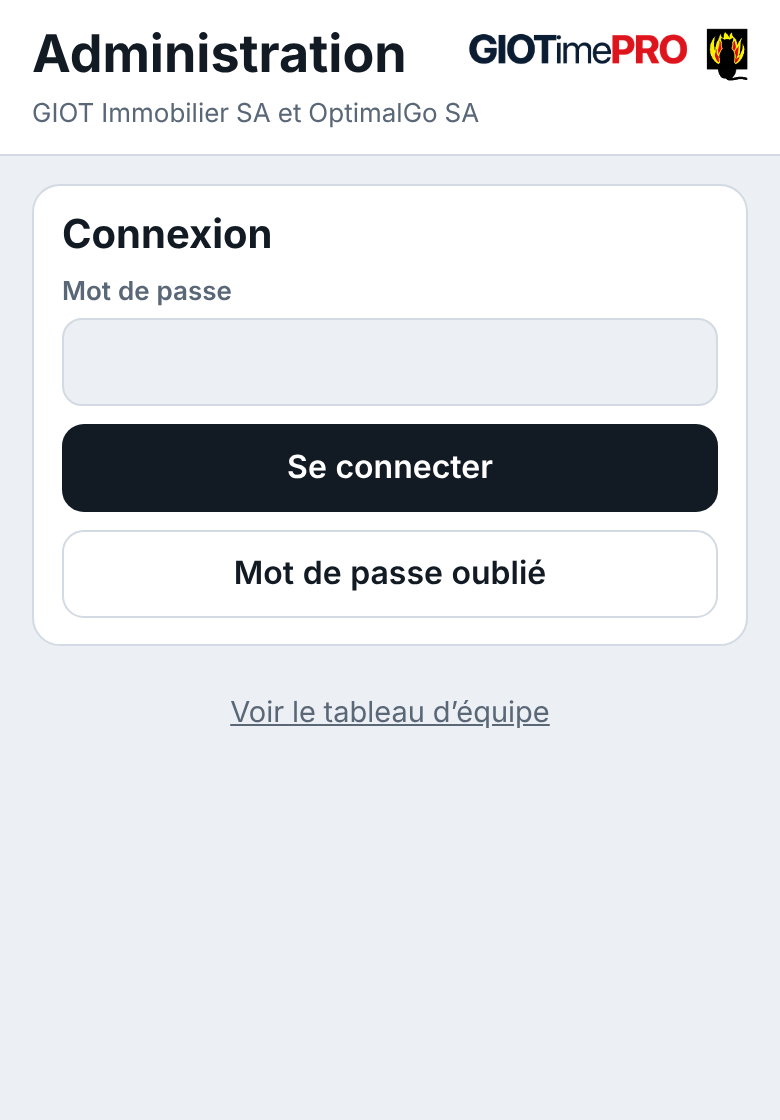 Administration
GIOTimePRO
GIOT Immobilier SA et OptimalGo SA
Connexion
Mot de passe
Se connecter
Mot de passe oublié
Voir le tableau d’équipe